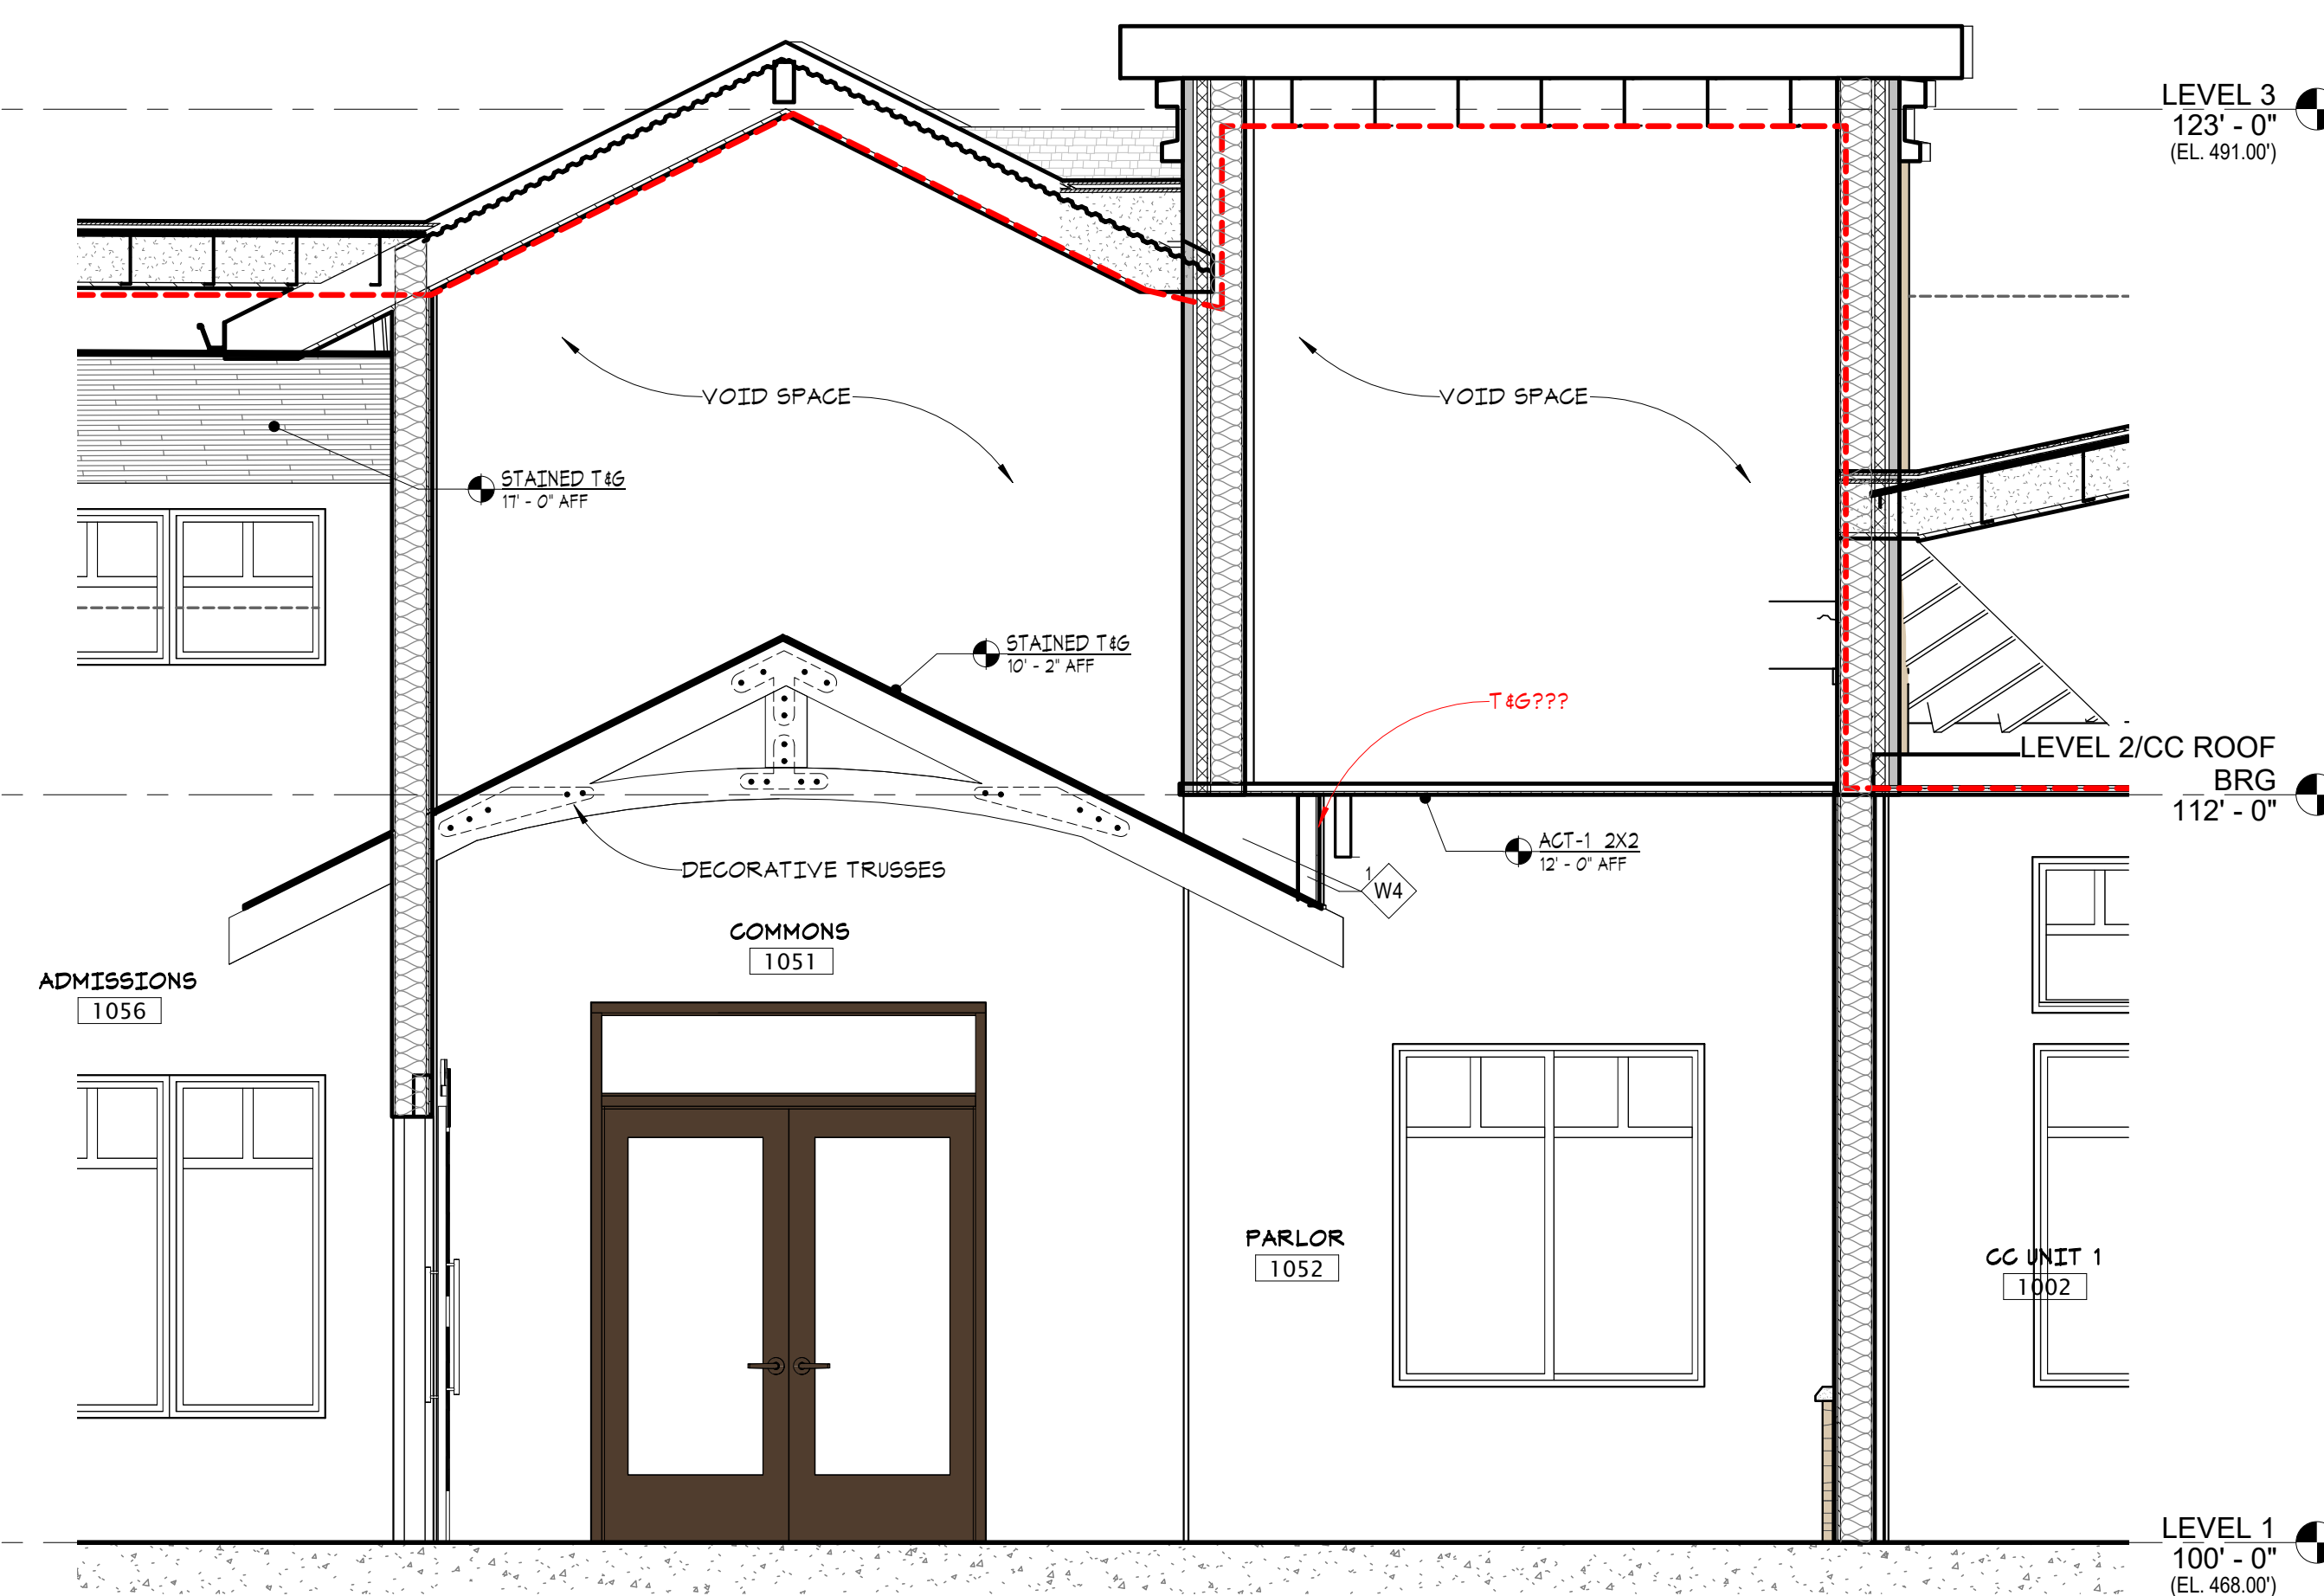 LEVEL 3
123' - 0"
(EL. 491.00')
VOID SPACE
VOID SPACE
STAINED T&G
17' - 0" AFF
STAINED T&G
10' - 2" AFF
T&G???
LEVEL 2/CC ROOF
BRG
112' - 0"
ACT-1 2X2
12' - 0" AFF
DECORATIVE TRUSSES
1
W4
COMMONS
1051
ADMISSIONS
1056
PARLOR
1052
CC UNIT 1
1002
LEVEL 1
100' - 0"
(EL. 468.00')